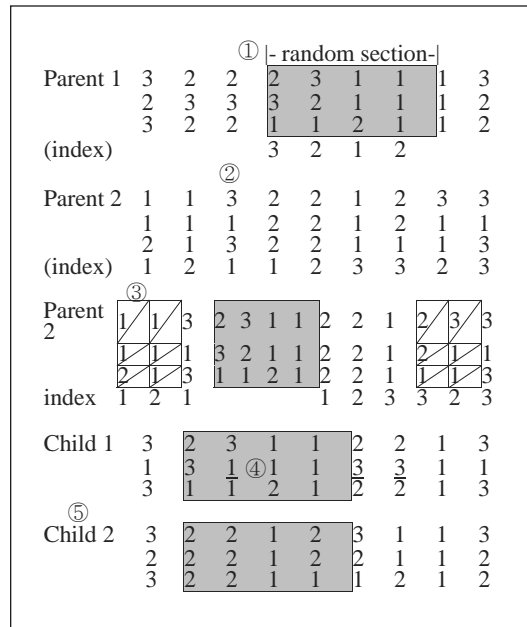 ① |- random section-|
Parent 1 3 2 2 2 3 1 1 1 3
2 3 3 3 2 1 1 1 2
3 2 2 1 1 2 1 1 2
(index) 3 2 1 2
②
Parent 2 1 1 3 2 2 1 2 3 3
1 1 1 2 2 1 2 1 1
2 1 3 2 2 1 1 1 3
(index) 1 2 1 1 2 3 3 2 3
③
Parent 2 1 1 3 2 3 1 1 2 2 1 2 3 3
1 1 1 3 2 1 1 2 2 1 2 1 1
2 1 3 1 1 2 1 2 2 1 1 1 3
index 1 2 1 1 2 3 3 2 3
Child 1 3 2 3 1 1 2 2 1 3
1 3 1 ④ 1 1 3 3 1 1
3 1 1 2 1 2 2 1 3
⑤
Child 2 3 2 2 1 2 3 1 1 3
2 2 2 1 2 2 1 1 2
3 2 2 1 1 1 2 1 2